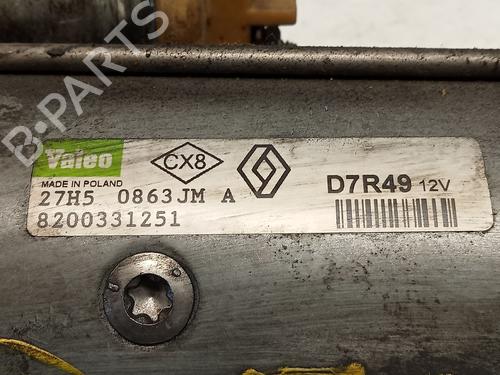 B-PARTS
Valeo
MADE IN POLAND
CX8
27H5 0863JM A
8200331251
D7R49 12V